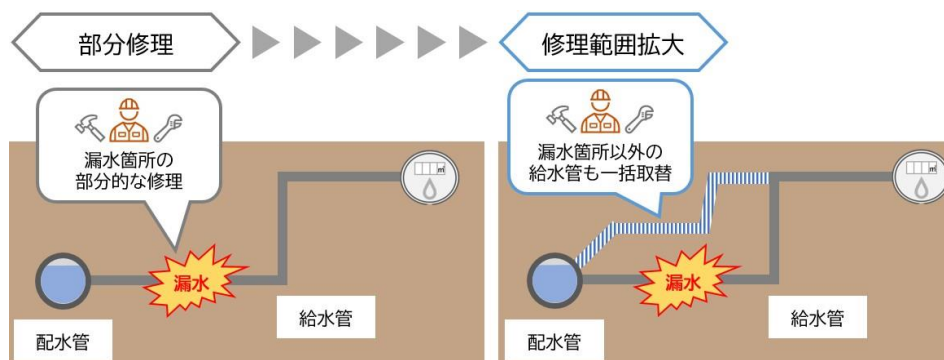 部分修理
修理範囲拡大
漏水箇所の
部分的な修理
㎥
漏水
配水管
給水管
漏水箇所以外の
給水管も一括取替
㎥
漏水
配水管
給水管